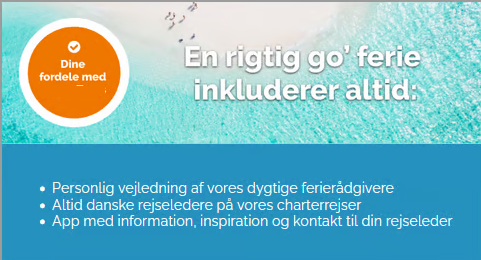 Dine
fordele med
En rigtig go' ferie
inkluderer altid:
• Personlig vejledning af vores dygtige ferierådgivere
• Altid danske rejseledere på vores charterrejser
• App med information, inspiration og kontakt til din rejseleder